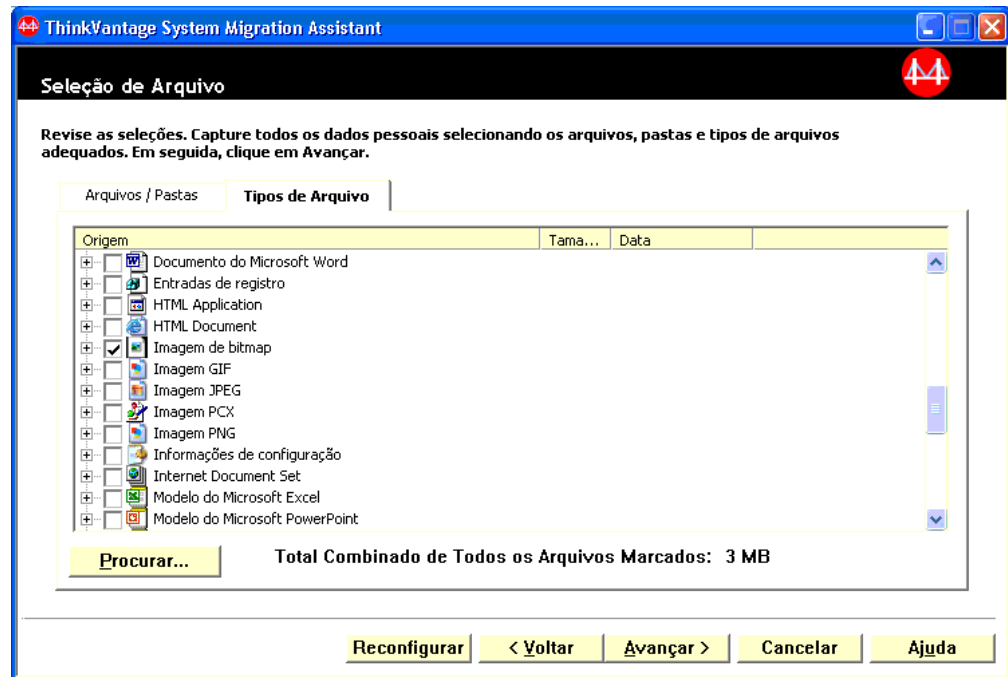 ThinkVantage System Migration Assistant
Seleção de Arquivo
Revise as seleções. Capture todos os dados pessoais selecionando os arquivos, pastas e tipos de arquivos
adequados. Em seguida, clique em Avançar.
Arquivos / Pastas
Tipos de Arquivo
Origem Tama... Data
Documento do Microsoft Word
Entradas de registro
HTML Application
HTML Document
Imagem de bitmap
Imagem GIF
Imagem JPEG
Imagem PCX
Imagem PNG
Informações de configuração
Internet Document Set
Modelo do Microsoft Excel
Modelo do Microsoft PowerPoint
Procurar... Total Combinado de Todos os Arquivos Marcados: 3 MB
Reconfigurar < Voltar Avançar > Cancelar Ajuda